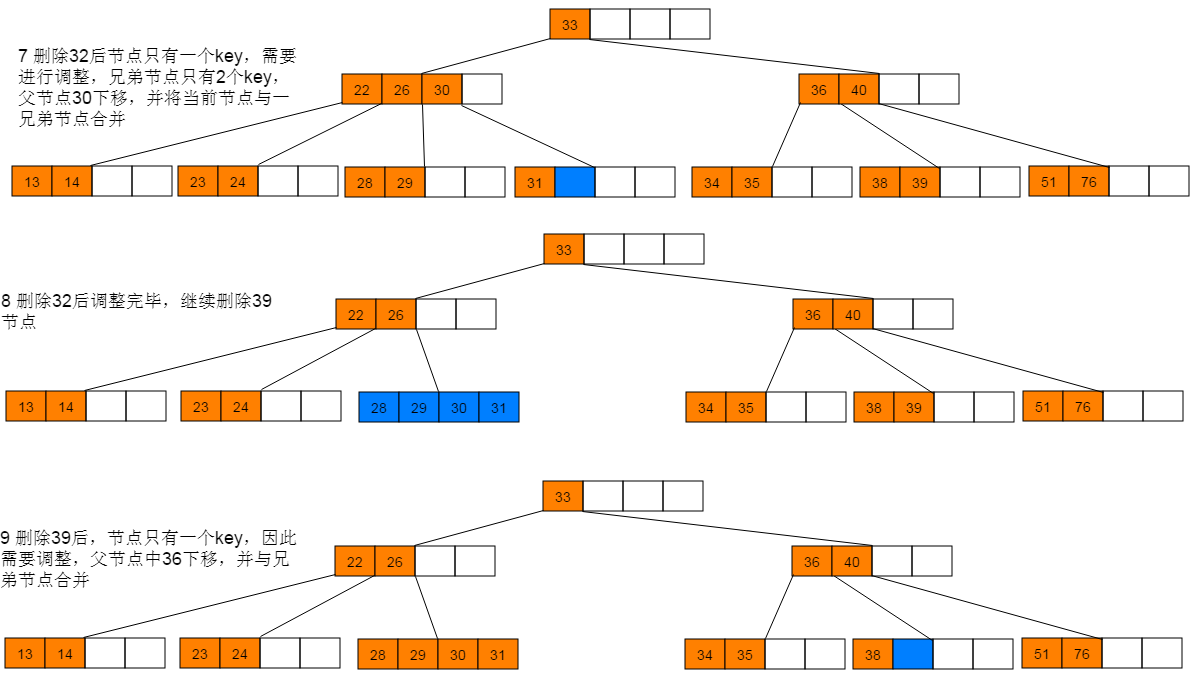 33
7 删除32后节点只有一个key，需要
进行调整，兄弟节点只有2个key，
父节点30下移，并将当前节点与一
兄弟节点合并
22 26 30
36 40
13 14
23 24
28 29
31
34 35
38 39
51 76
33
8 删除32后调整完毕，继续删除39
节点
22 26
36 40
13 14
23 24
28 29 30 31
34 35
38 39
51 76
33
9 删除39后，节点只有一个key，因此
需要调整，父节点中36下移，并与兄
弟节点合并
22 26
36 40
13 14
23 24
28 29 30 31
34 35
38
51 76